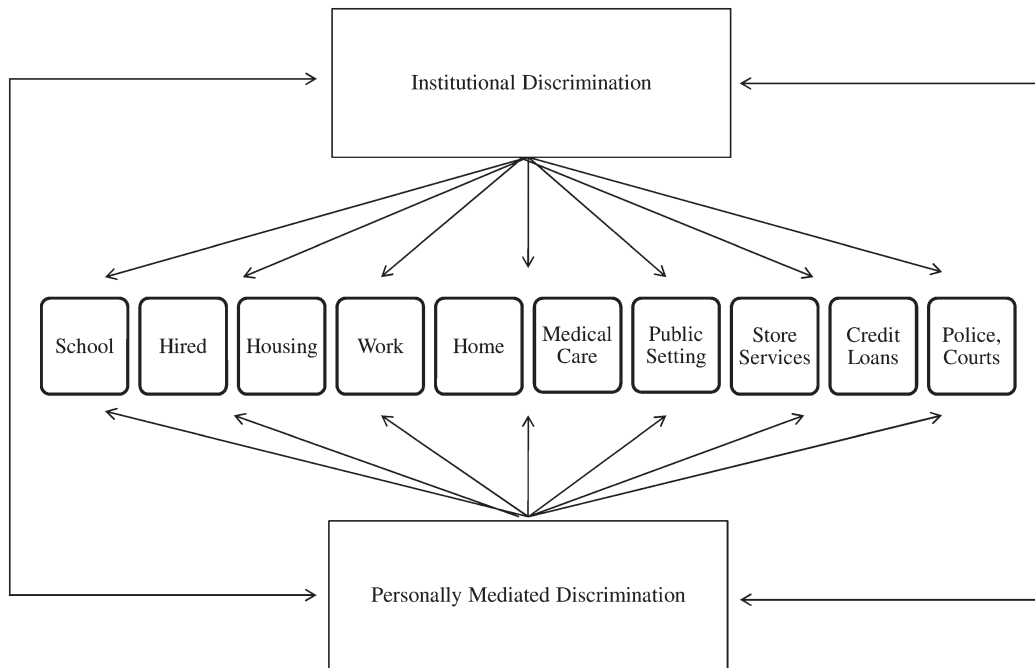 Institutional Discrimination
School
Hired
Housing
Work
Home
Medical
Care
Public
Setting
Store
Services
Credit
Loans
Police,
Courts
Personally Mediated Discrimination